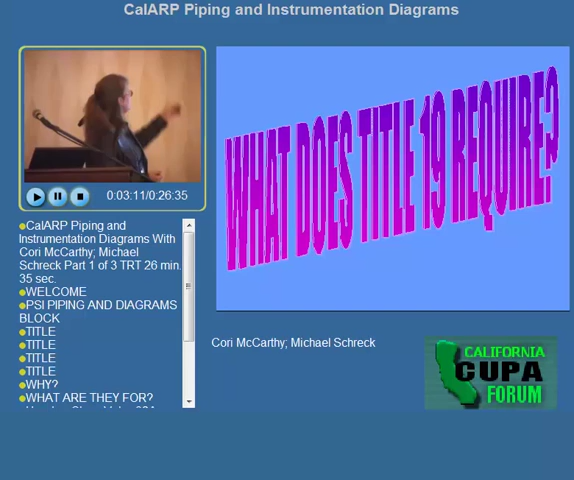 CalARP Piping and Instrumentation Diagrams
0:03:11/0:26:35
WHAT DOES TITLE 19 REQUIRE?
CalARP Piping and
Instrumentation Diagrams With
Cori McCarthy; Michael
Schreck Part 1 of 3 TRT 26 min.
35 sec.
WELCOME
PSI PIPING AND DIAGRAMS
BLOCK
TITLE
TITLE
TITLE
TITLE
WHY?
WHAT ARE THEY FOR?
Cori McCarthy; Michael Schreck
CALIFORNIA
CUPA
FORUM